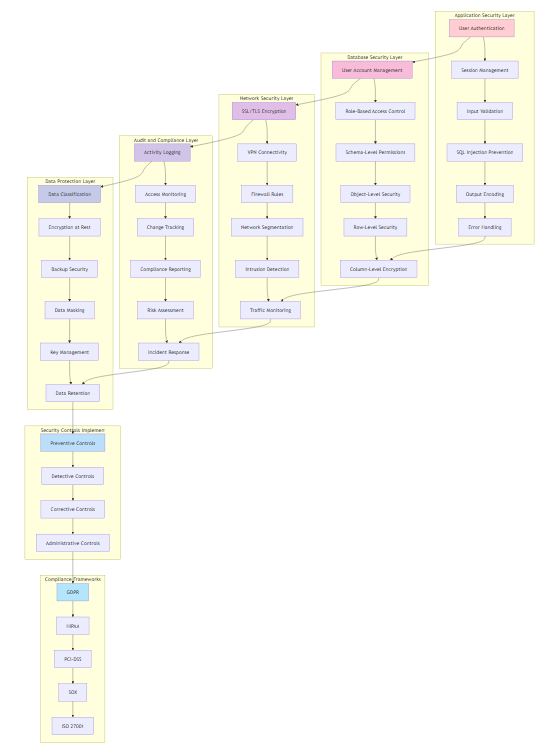 Application Security Layer
User Authentication
Session Management
Input Validation
SQL Injection Prevention
Output Encoding
Error Handling
Database Security Layer
User Account Management
Role-Based Access Control
Schema-Level Permissions
Object-Level Security
Row-Level Security
Column-Level Encryption
Network Security Layer
SSL/TLS Encryption
VPN Connectivity
Firewall Rules
Network Segmentation
Intrusion Detection
Traffic Monitoring
Audit and Compliance Layer
Activity Logging
Access Monitoring
Change Tracking
Compliance Reporting
Risk Assessment
Incident Response
Data Protection Layer
Data Classification
Encryption at Rest
Backup Security
Data Masking
Key Management
Data Retention
Security Controls Implemen
Preventive Controls
Detective Controls
Corrective Controls
Administrative Controls
Compliance Frameworks
GDPR
HIPAA
PCI-DSS
SOX
ISO 27001